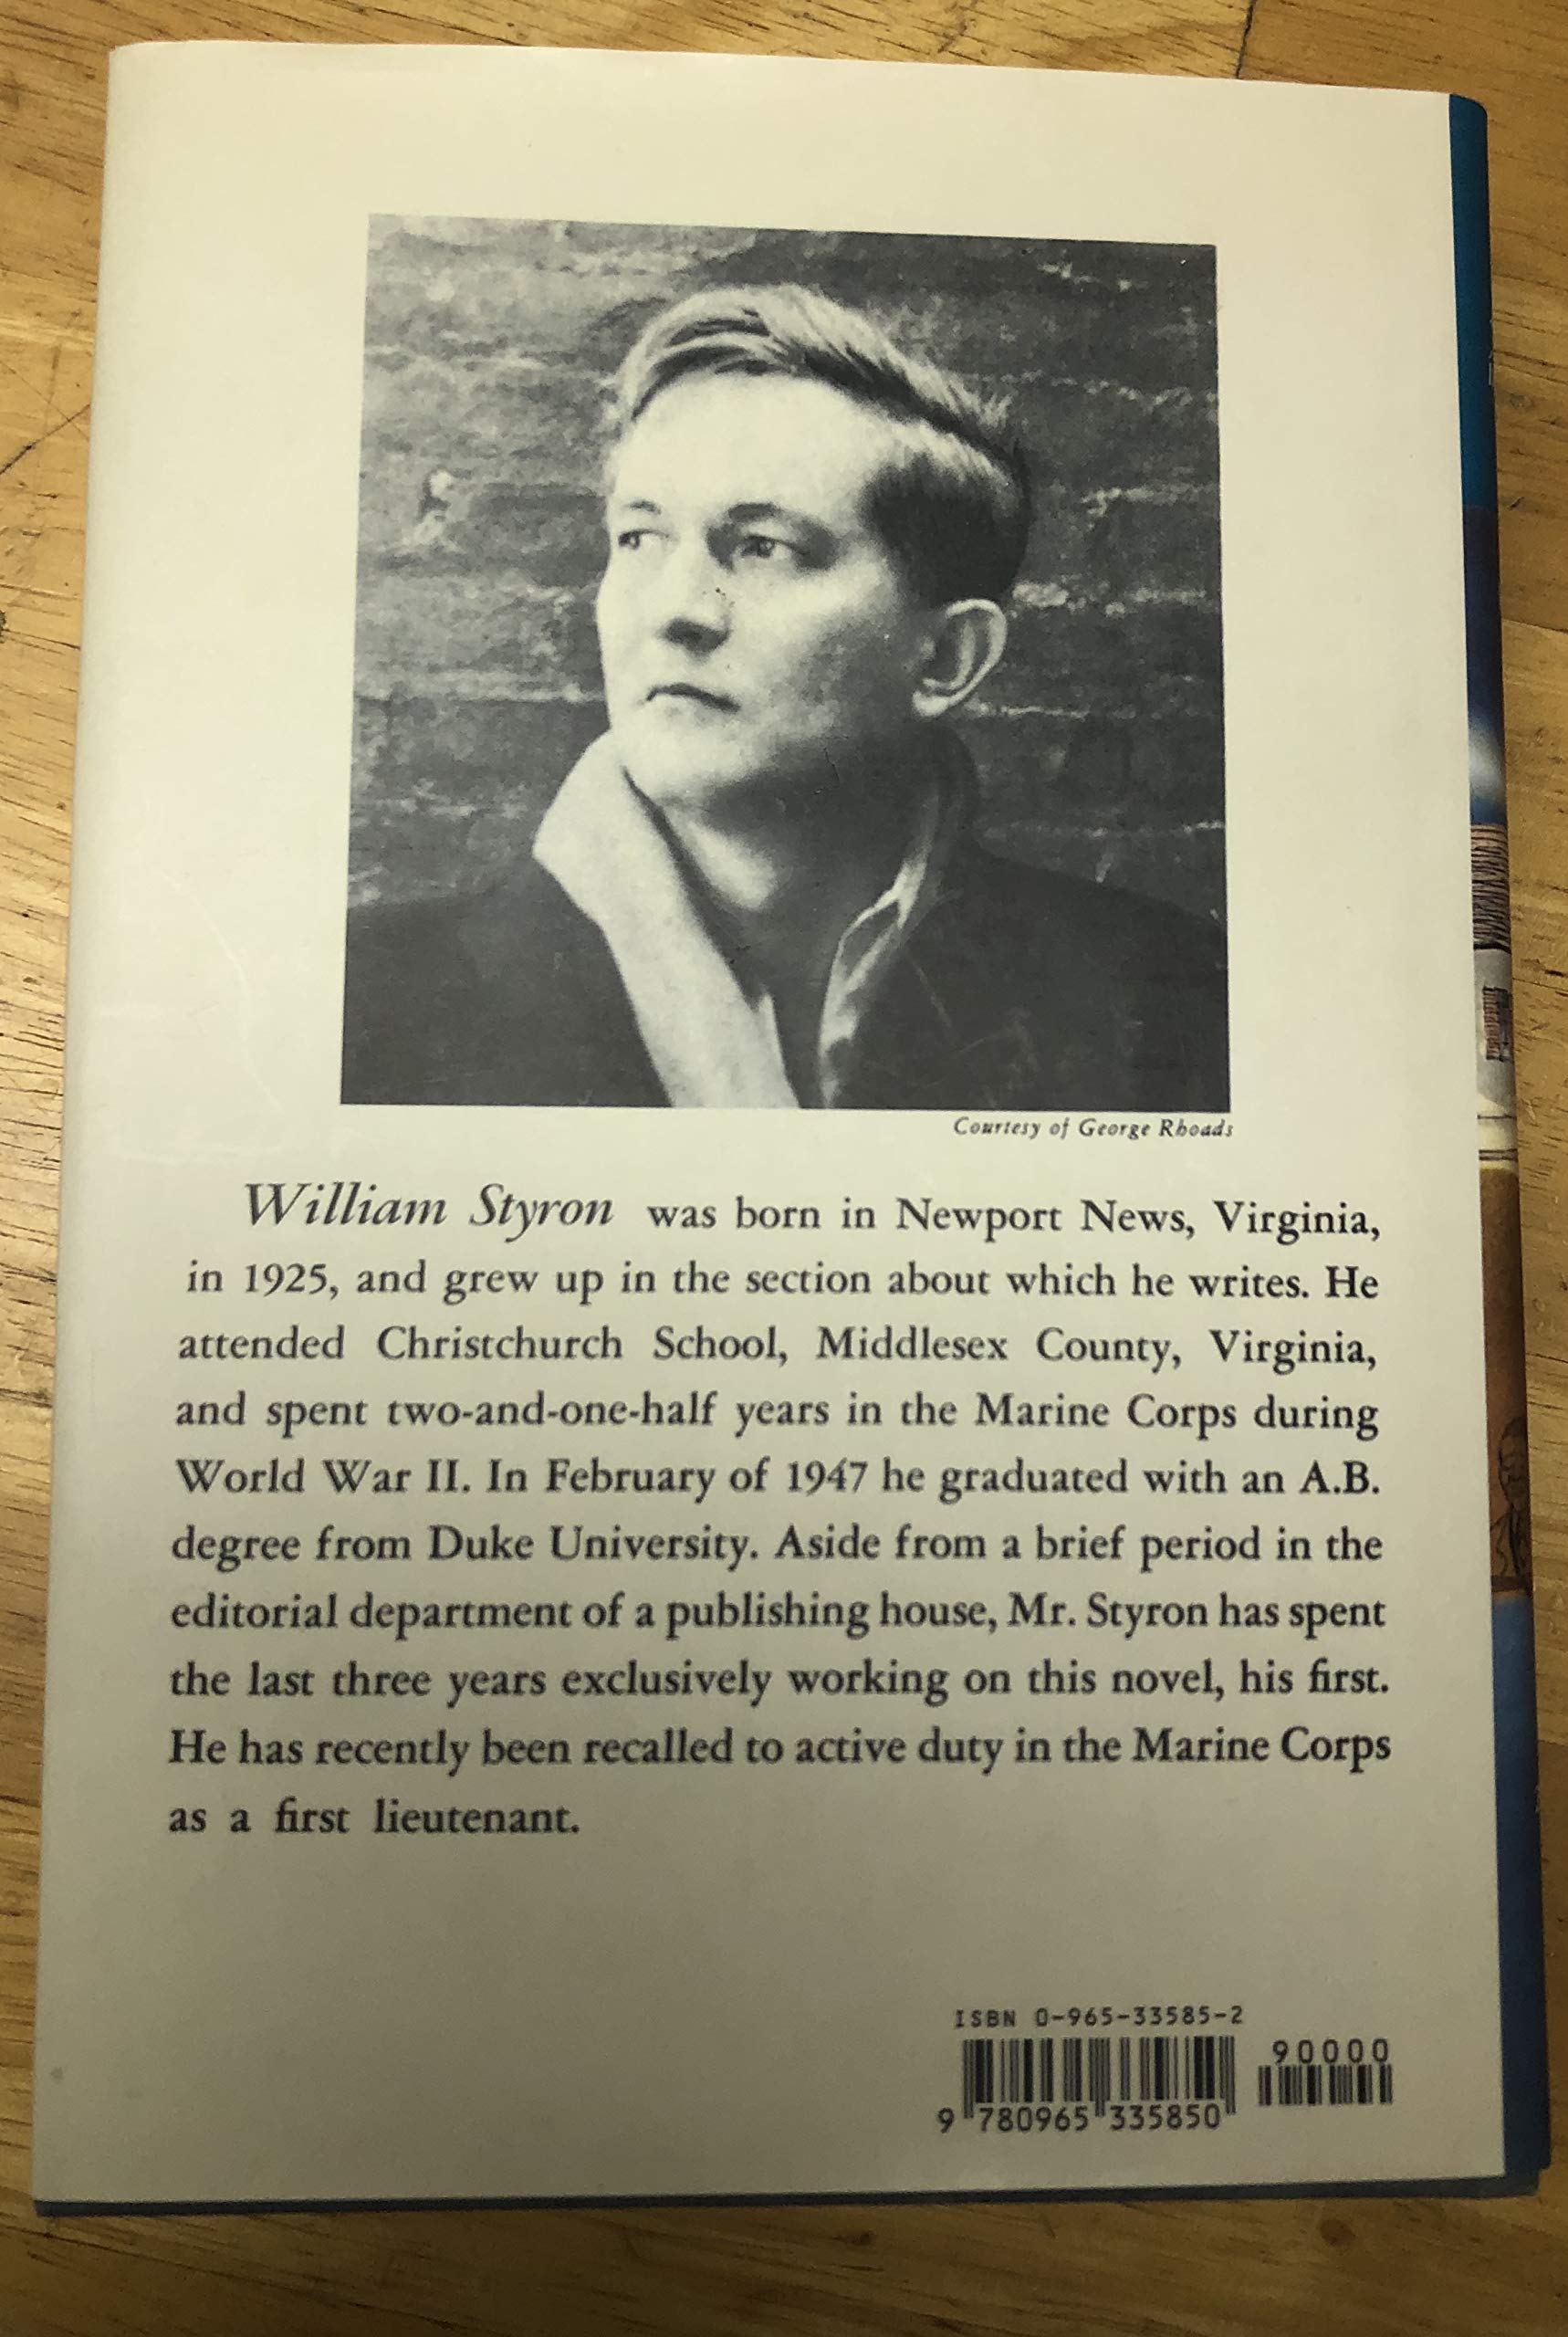 Courtesy of George Rhoads
William Styron was born in Newport News, Virginia,
in 1925, and grew up in the section about which he writes. He
attended Christchurch School, Middlesex County, Virginia,
and spent two-and-one-half years in the Marine Corps during
World War II. In February of 1947 he graduated with an A.B.
degree from Duke University. Aside from a brief period in the
editorial department of a publishing house, Mr. Styron has spent
the last three years exclusively working on this novel, his first.
He has recently been recalled to active duty in the Marine Corps
as a first lieutenant.
ISBN 0-965-33585-2
90000
9 780965 335850